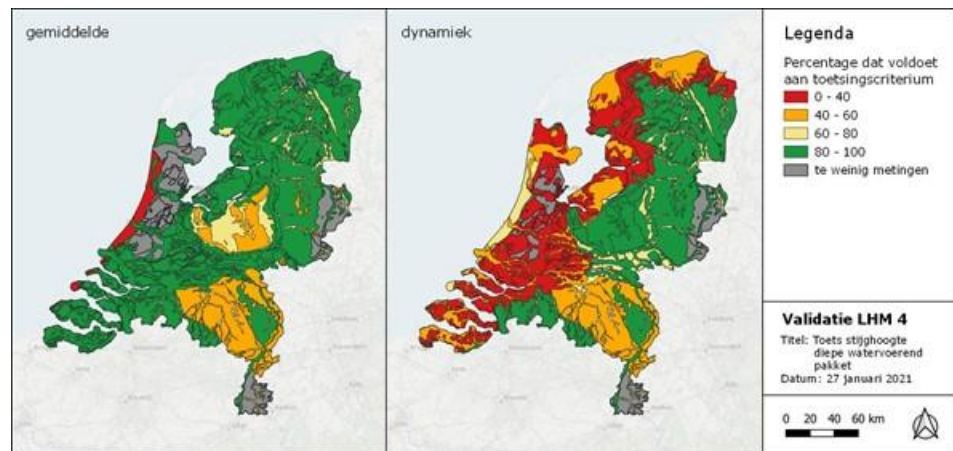 gemiddelde
dynamiek
Legenda
Percentage dat voldoet
aan toetsingscriterium
0 - 40
40 - 60
60 - 80
80 - 100
te weinig metingen
Validatie LHM 4
Titel: Toets stijghoogte
diepe watervoerend
pakket
Datum: 27 januari 2021
0 20 40 60 km